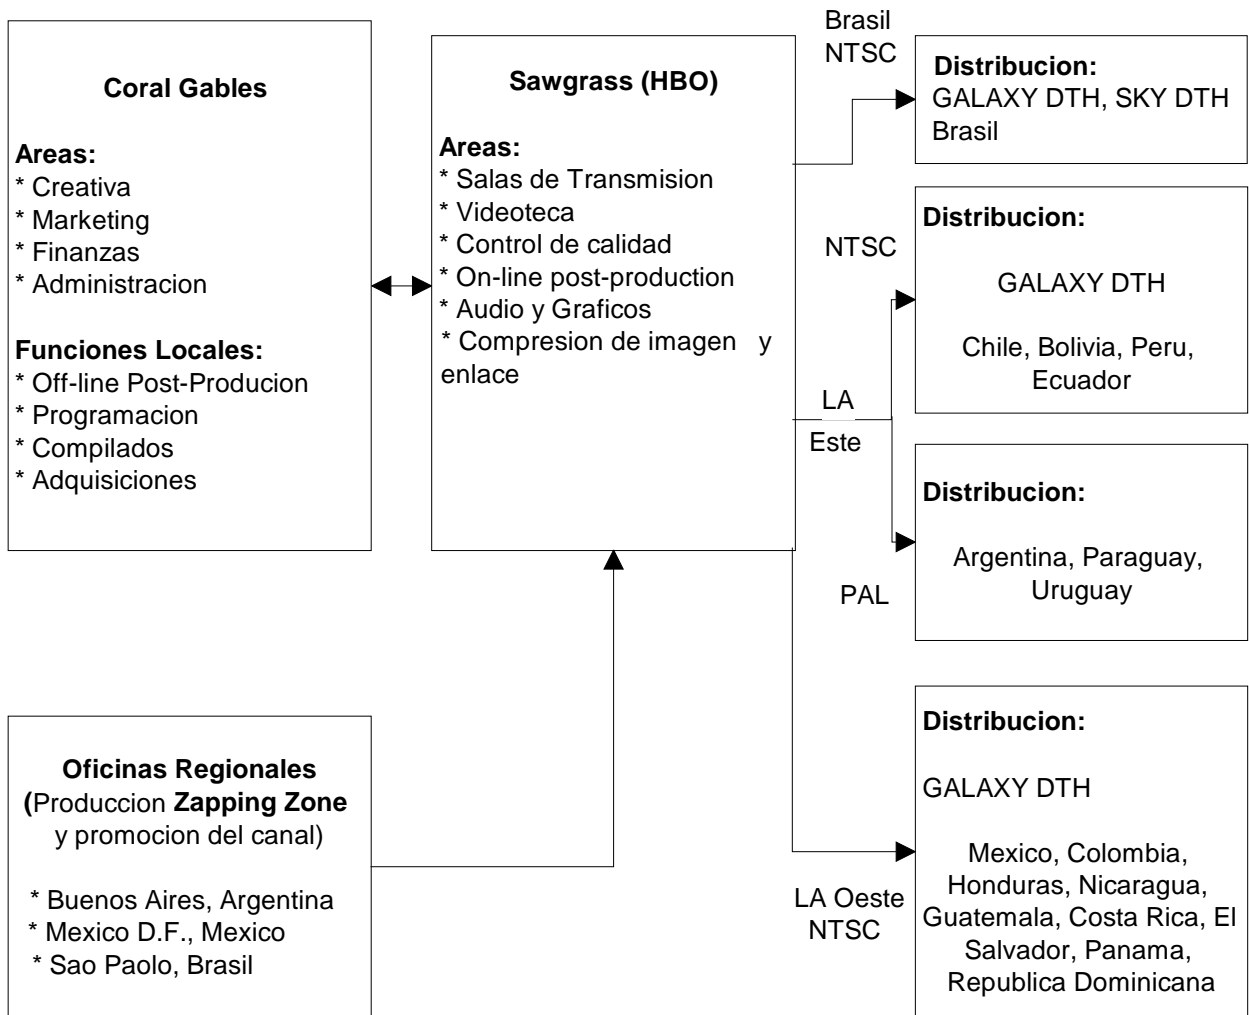 Coral Gables
Areas:
* Creativa
* Marketing
* Finanzas
* Administracion
Funciones Locales:
* Off-line Post-Producion
* Programacion
* Compilados
* Adquisiciones
Sawgrass (HBO)
Areas:
* Salas de Transmision
* Videoteca
* Control de calidad
* On-line post-production
* Audio y Graficos
* Compresion de imagen y
enlace
Brasil
NTSC
Distribucion:
GALAXY DTH, SKY DTH
Brasil
NTSC
Distribucion:
GALAXY DTH
Chile, Bolivia, Peru,
Ecuador
LA
Este
PAL
Distribucion:
Argentina, Paraguay,
Uruguay
Oficinas Regionales
(Produccion Zapping Zone
y promocion del canal)
* Buenos Aires, Argentina
* Mexico D.F., Mexico
* Sao Paolo, Brasil
LA Oeste
NTSC
Distribucion:
GALAXY DTH
Mexico, Colombia,
Honduras, Nicaragua,
Guatemala, Costa Rica, El
Salvador, Panama,
Republica Dominicana